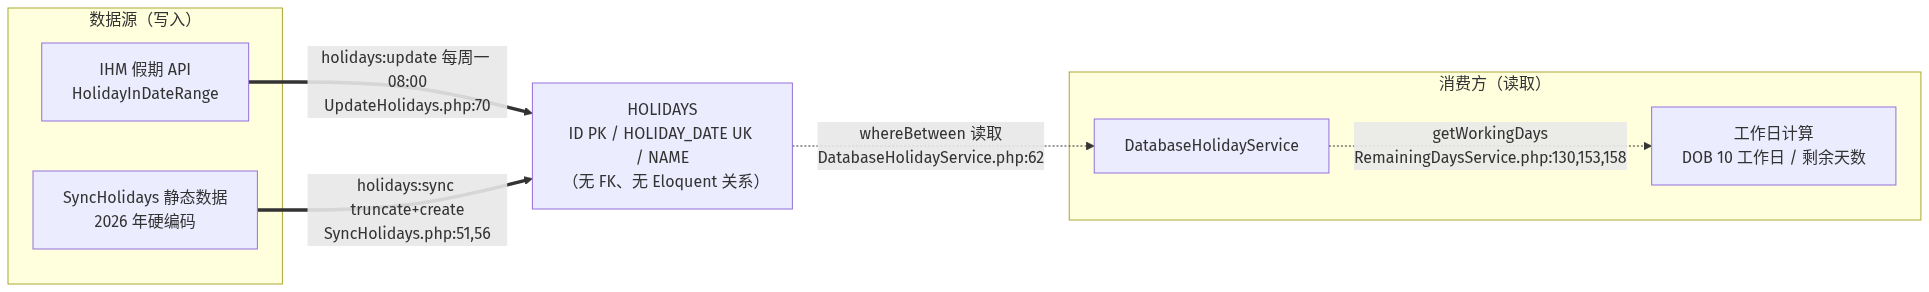 数据源（写入）
IHM 假期 API
HolidayInDateRange
SyncHolidays 静态数据
2026 年硬编码
holidays:update 每周一
08:00
UpdateHolidays.php:70
holidays:sync
truncate+create
SyncHolidays.php:51,56
HOLIDAYS
ID PK / HOLIDAY_DATE UK
/ NAME
（无 FK、无 Eloquent 关系）
whereBetween 读取
DatabaseHolidayService.php:62
消费方（读取）
DatabaseHolidayService
getWorkingDays
RemainingDaysService.php:130,153,158
工作日计算
DOB 10 工作日 / 剩余天数